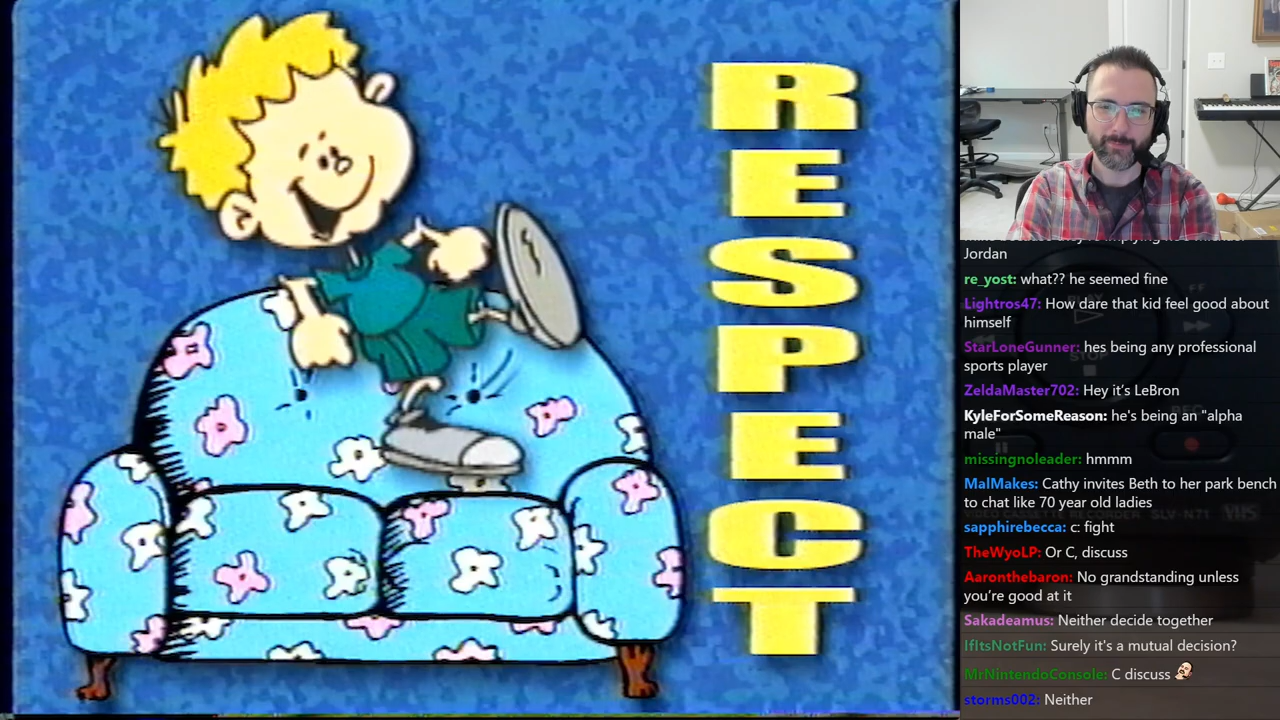 R
E
S
P
E
C
T
Jordan
re_yost: what?? he seemed fine
Lightros47: How dare that kid feel good about
himself
StarLoneGunner: hes being any professional
sports player
ZeldaMaster702: Hey it's LeBron
KyleForSomeReason: he's being an "alpha
male"
missingnoleader: hmmm
MalMakes: Cathy invites Beth to her park bench
to chat like 70 year old ladies
sapphirebecca: c: fight
TheWyoLP: Or C, discuss
Aaronthebaron: No grandstanding unless
you're good at it
Sakadeamus: Neither decide together
IfItsNotFun: Surely it's a mutual decision?
MrNintendoConsole: C discuss
storms002: Neither